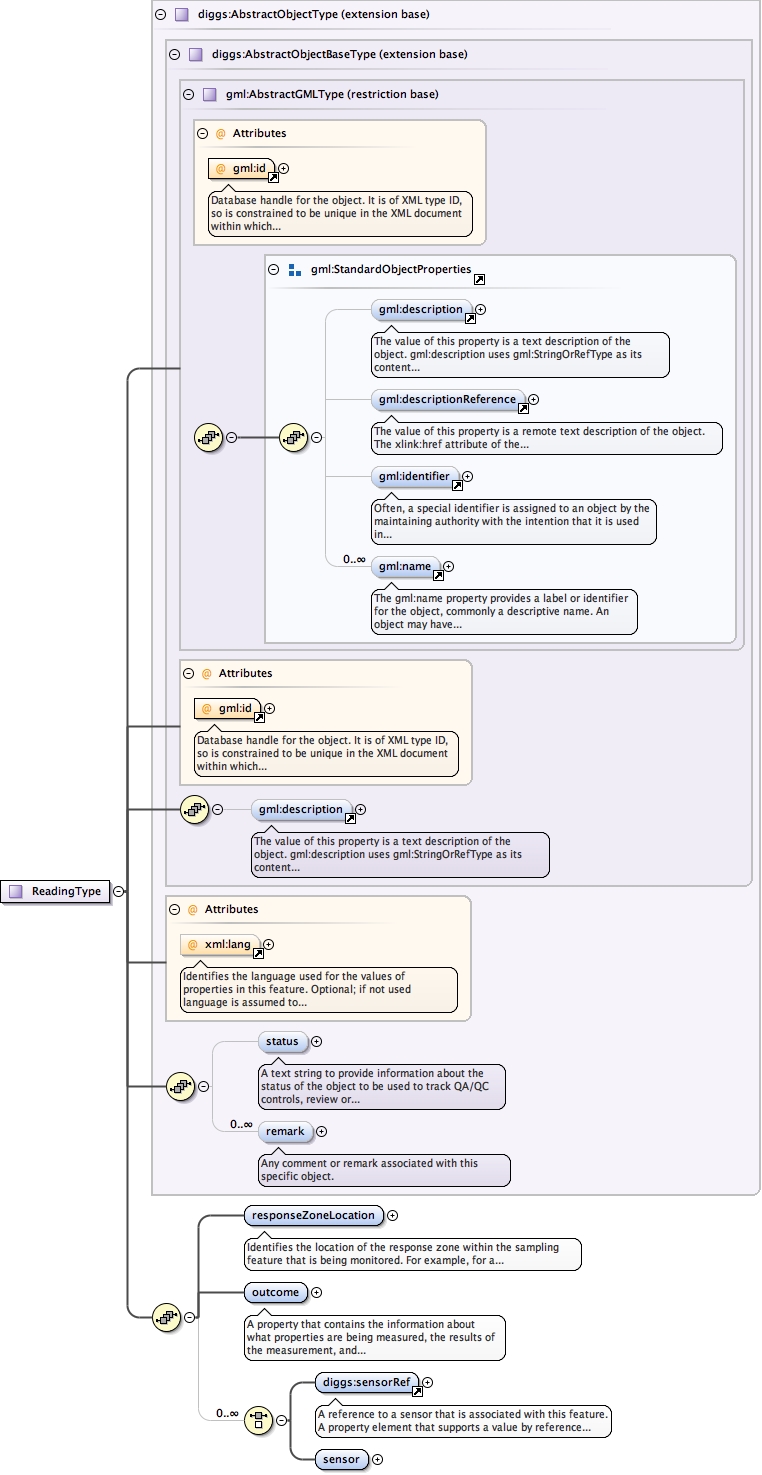 diggs:AbstractObjectType (extension base)
diggs:AbstractObjectBaseType (extension base)
gml:AbstractGMLType (restriction base)
@ Attributes
@ gml:id
Database handle for the object. It is of XML type ID,
so is constrained to be unique in the XML document
within which...
gml:StandardObjectProperties
gml:description
The value of this property is a text description of the
object. gml:description uses gml:StringOrRefType as its
content...
gml:descriptionReference
The value of this property is a remote text description of the object.
The xlink:href attribute of the...
gml:identifier
Often, a special identifier is assigned to an object by the
maintaining authority with the intention that it is used
in...
0..∞
gml:name
The gml:name property provides a label or identifier
for the object, commonly a descriptive name. An
object may have...
@ Attributes
@ gml:id
Database handle for the object. It is of XML type ID,
so is constrained to be unique in the XML document
within which...
gml:description
The value of this property is a text description of the
object. gml:description uses gml:StringOrRefType as its
content...
ReadingType
@ Attributes
@ xml:lang
Identifies the language used for the values of
properties in this feature. Optional; if not used
language is assumed to...
status
A text string to provide information about the
status of the object to be used to track QA/QC
controls, review or...
0..∞
remark
Any comment or remark associated with this
specific object.
responseZoneLocation
Identifies the location of the response zone within the sampling
feature that is being monitored. For example, for a...
outcome
A property that contains the information about
what properties are being measured, the results of
the measurement, and...
diggs:sensorRef
0..∞
A reference to a sensor that is associated with this feature.
A property element that supports a value by reference...
sensor